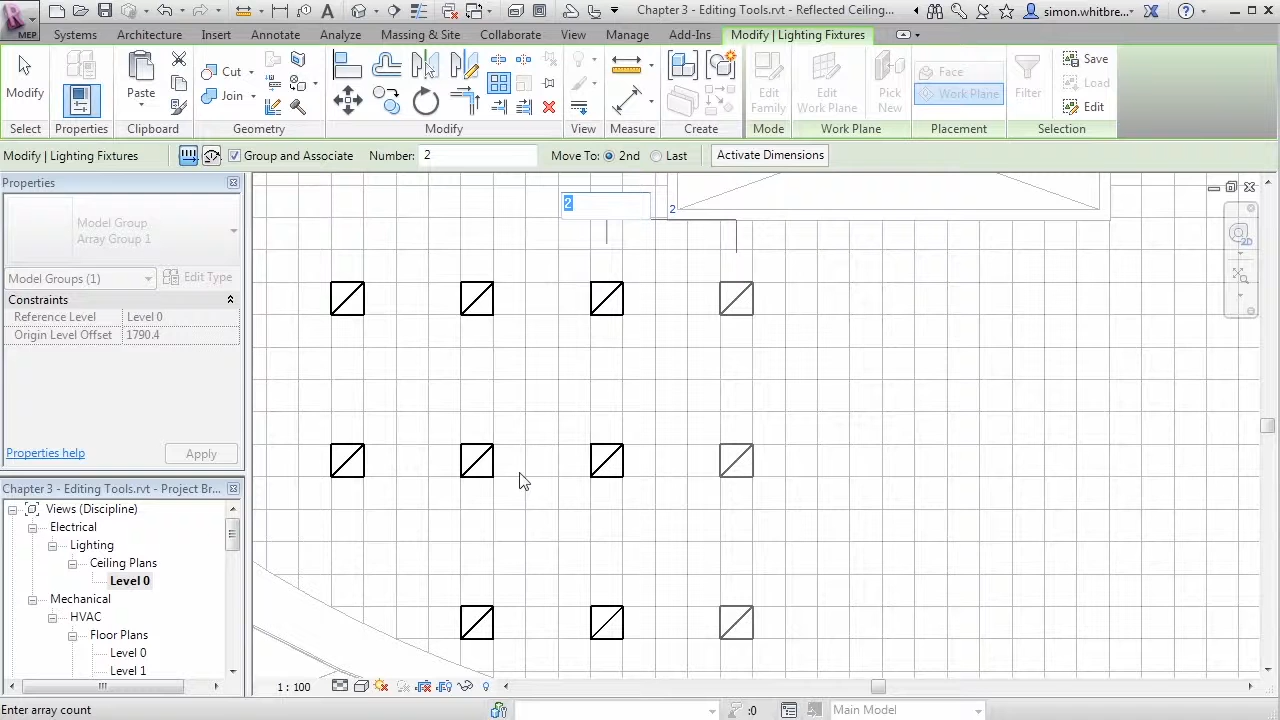 Chapter 3 - Editing Tools.rvt - Reflected Ceiling...
simon.whitbre...
MEP
Systems Architecture Insert Annotate Analyze Massing & Site Collaborate View Manage Add-Ins Modify | Lighting Fixtures
Modify
Paste
Cut
Join
Edit Family
Edit Work Plane
Pick New
Face
Work Plane
Filter
Save
Load
Edit
Select Properties Clipboard Geometry Modify View Measure Create Mode Work Plane Placement Selection
Modify | Lighting Fixtures Group and Associate Number: 2 Move To: 2nd Last Activate Dimensions
Properties
Model Group
Array Group 1
Model Groups (1) Edit Type
Constraints
Reference Level Level 0
Origin Level Offset 1790.4
Properties help Apply
Chapter 3 - Editing Tools.rvt - Project Br...
Views (Discipline)
Electrical
Lighting
Ceiling Plans
Level 0
Mechanical
HVAC
Floor Plans
Level 0
Level 1
2
2
2D
1 : 100
Enter array count
:0
Main Model